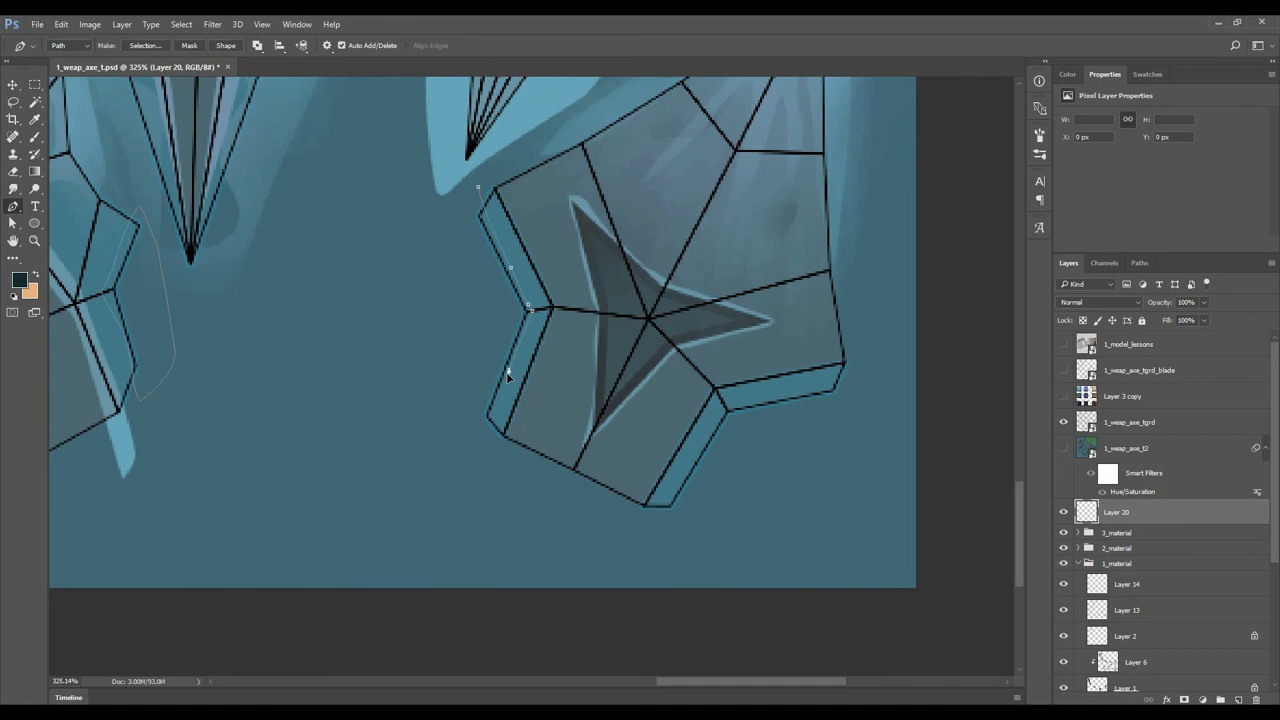 Ps File Edit Image Layer Type Select Filter 3D View Window Help
Path Make: Selection... Mask Shape Auto Add/Delete Align Edges
1_weap_axe_t.psd @ 325% (Layer 20, RGB/8#) * ×
Color Properties Swatches
Pixel Layer Properties
W: H:
X: 0 px Y: 0 px
Layers Channels Paths
Kind
Normal Opacity: 100%
Lock: Fill: 100%
1_model_lessons
1_weap_axe_tgrd_blade
Layer 3 copy
1_weap_axe_tgrd
1_weap_axe_t2
Smart Filters
Hue/Saturation
Layer 20
3_material
2_material
1_material
Layer 14
Layer 13
Layer 2
Layer 6
Layer 1
325.14% Doc: 3.00M/93.0M
Timeline